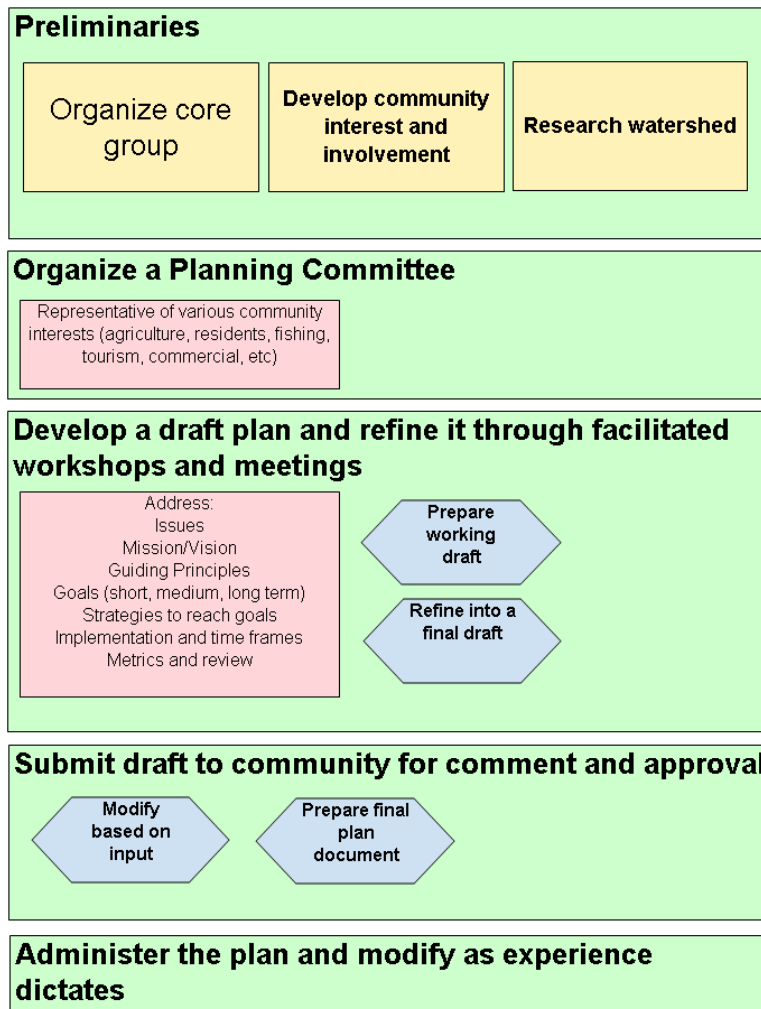 Preliminaries
Organize core
group
Develop community
interest and
involvement
Research watershed
Organize a Planning Committee
Representative of various community
interests (agriculture, residents, fishing,
tourism, commercial, etc)
Develop a draft plan and refine it through facilitated
workshops and meetings
Address:
Issues
Mission/Vision
Guiding Principles
Goals (short, medium, long term)
Strategies to reach goals
Implementation and time frames
Metrics and review
Prepare
working
draft
Refine into a
final draft
Submit draft to community for comment and approval
Modify
based on
input
Prepare final
plan
document
Administer the plan and modify as experience
dictates